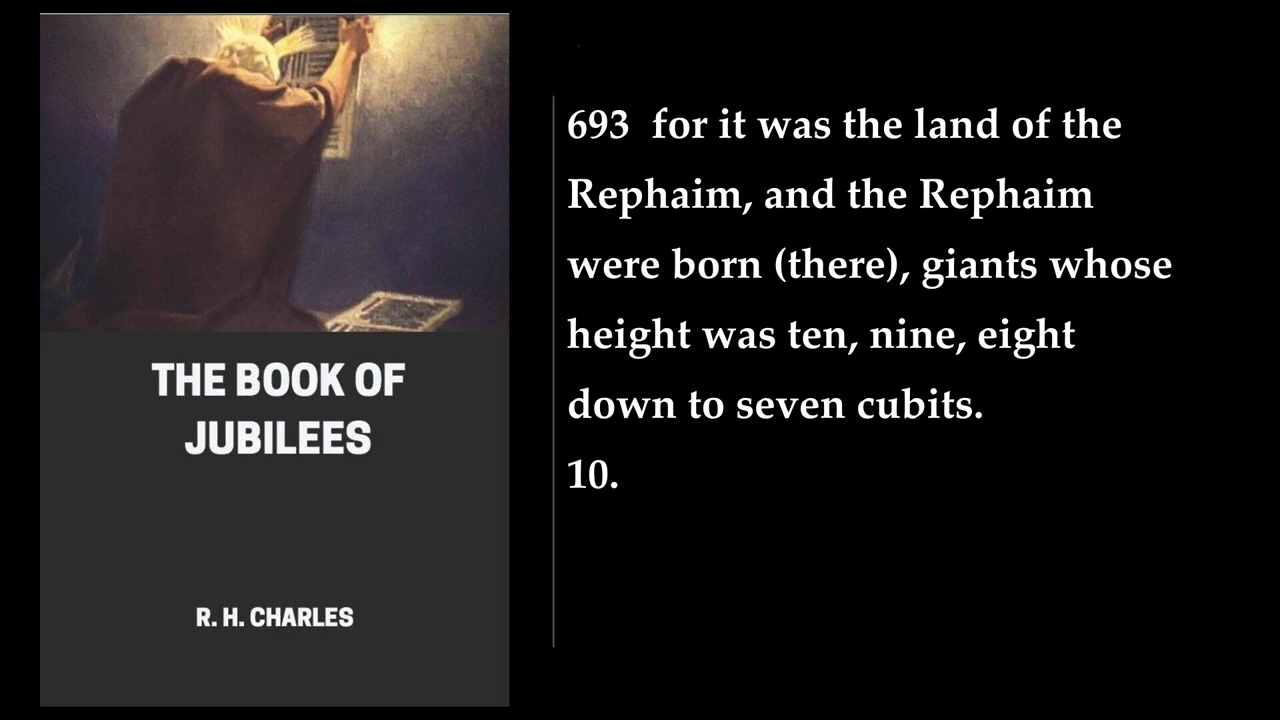 THE BOOK OF
JUBILEES
R. H. CHARLES
693  for it was the land of the
Rephaim, and the Rephaim
were born (there), giants whose
height was ten, nine, eight
down to seven cubits.
10.